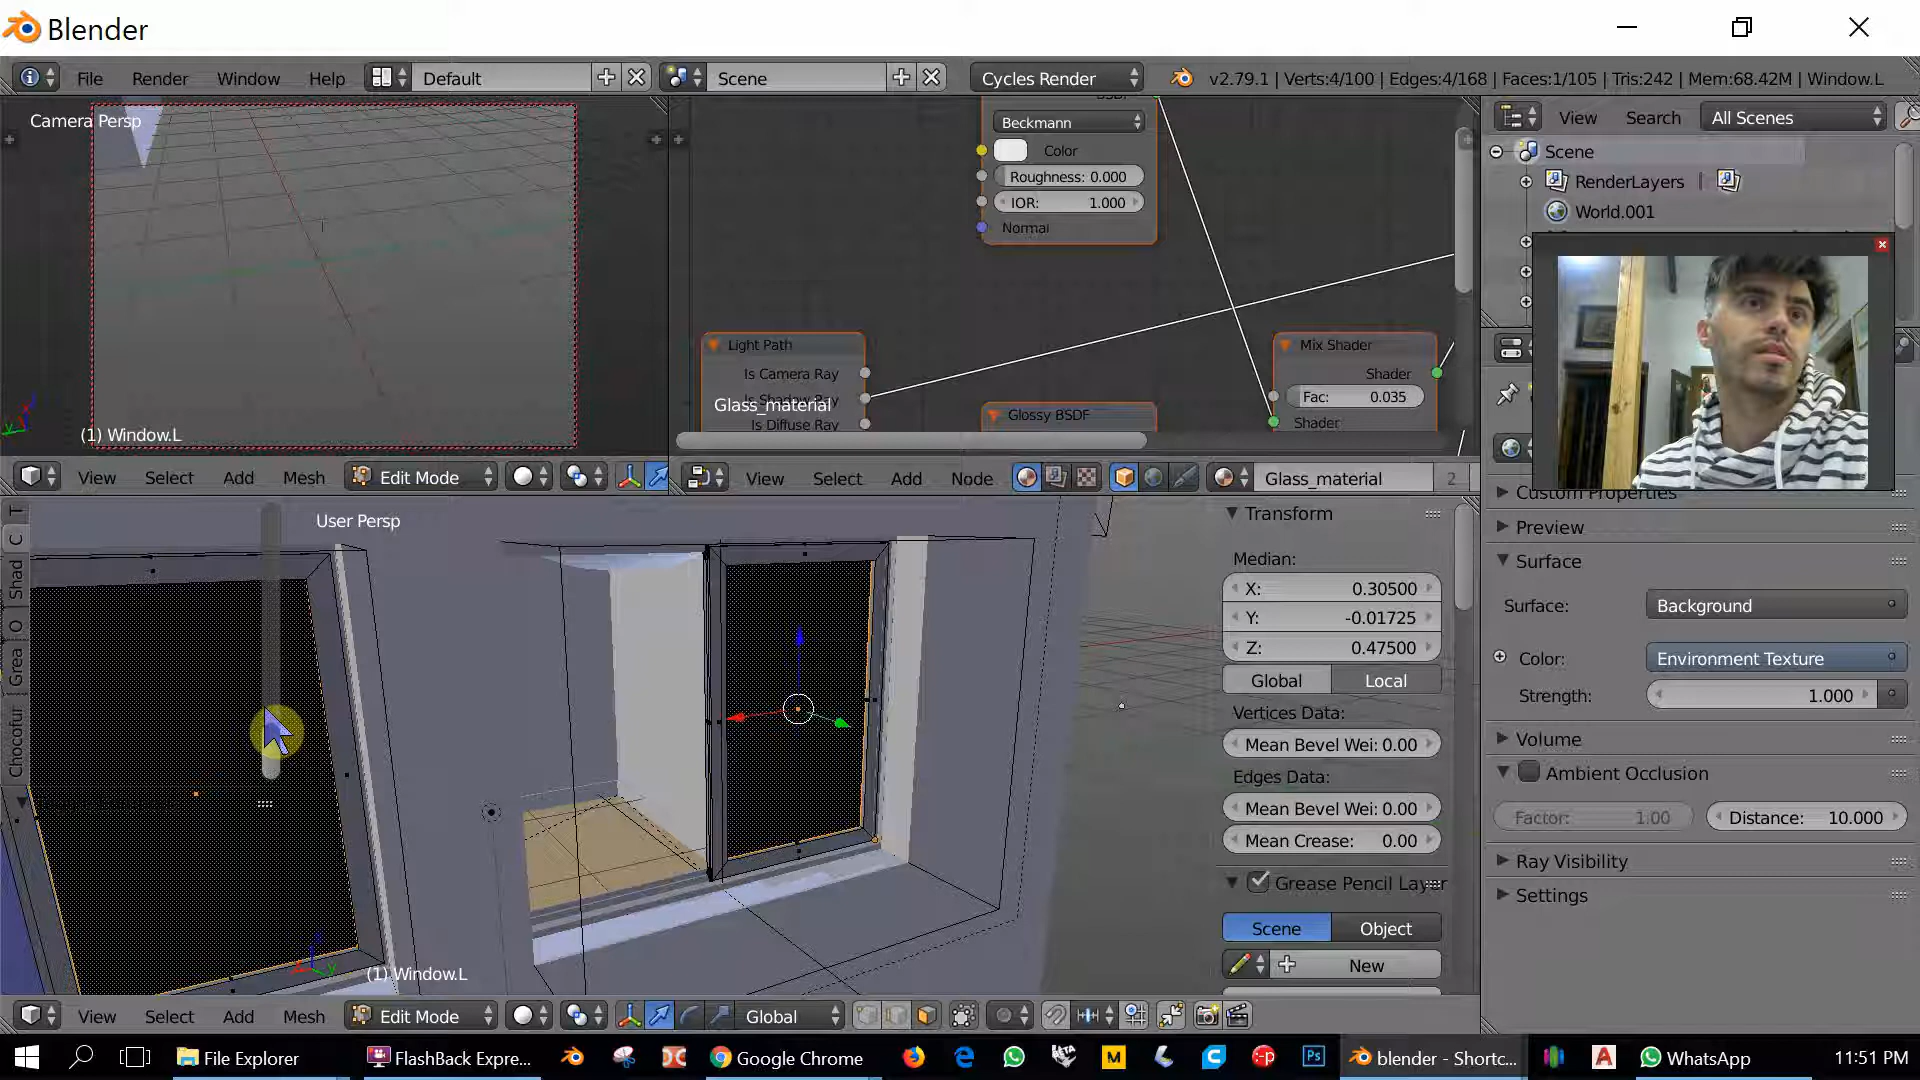 Blender
File Render Window Help Default Scene Cycles Render v2.79.1 | Verts:4/100 | Edges:4/168 | Faces:1/105 | Tris:242 | Mem:68.42M | Window.L
Camera Persp
(1) Window.L
Beckmann
Color
Roughness: 0.000
IOR: 1.000
Normal
Light Path
Is Camera Ray
Is Shadow Ray
Is Diffuse Ray
Glass_material
Glossy BSDF
Mix Shader
Shader
Fac: 0.035
Shader
View Search All Scenes
Scene
RenderLayers
World.001
View Select Add Mesh Edit Mode
View Select Add Node Glass_material 2
User Persp
T
C
Shad
O
Grea
Chocofur
(1) Window.L
Transform
Median:
X: 0.30500
Y: -0.01725
Z: 0.47500
Global Local
Vertices Data:
Mean Bevel Wei: 0.00
Edges Data:
Mean Bevel Wei: 0.00
Mean Crease: 0.00
Grease Pencil Layer
Scene Object
New
Custom Properties
Preview
Surface
Surface: Background
Color: Environment Texture
Strength: 1.000
Volume
Ambient Occlusion
Factor: 1.00 Distance: 10.000
Ray Visibility
Settings
View Select Add Mesh Edit Mode Global
File Explorer FlashBack Expre... Google Chrome blender - Shortc... WhatsApp 11:51 PM